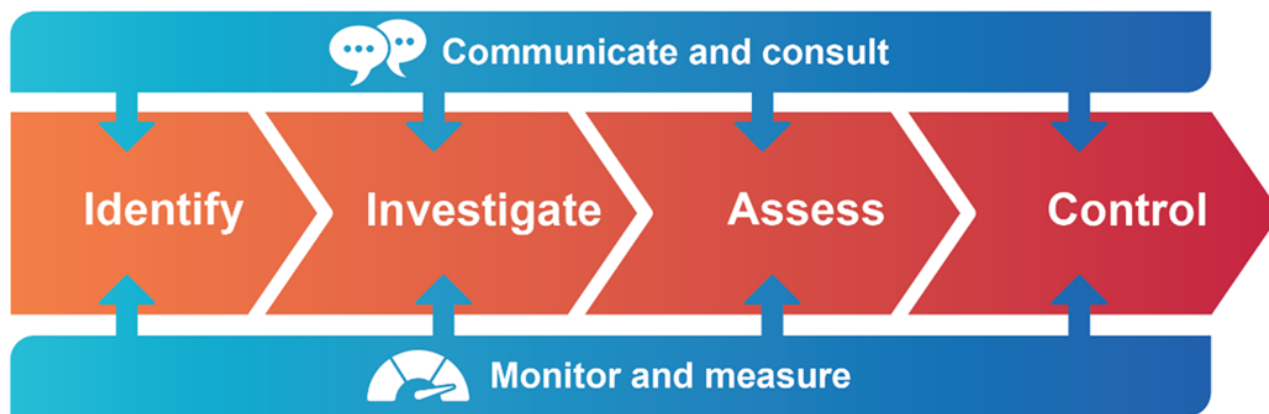 Communicate and consult
Identify
Investigate
Assess
Control
Monitor and measure